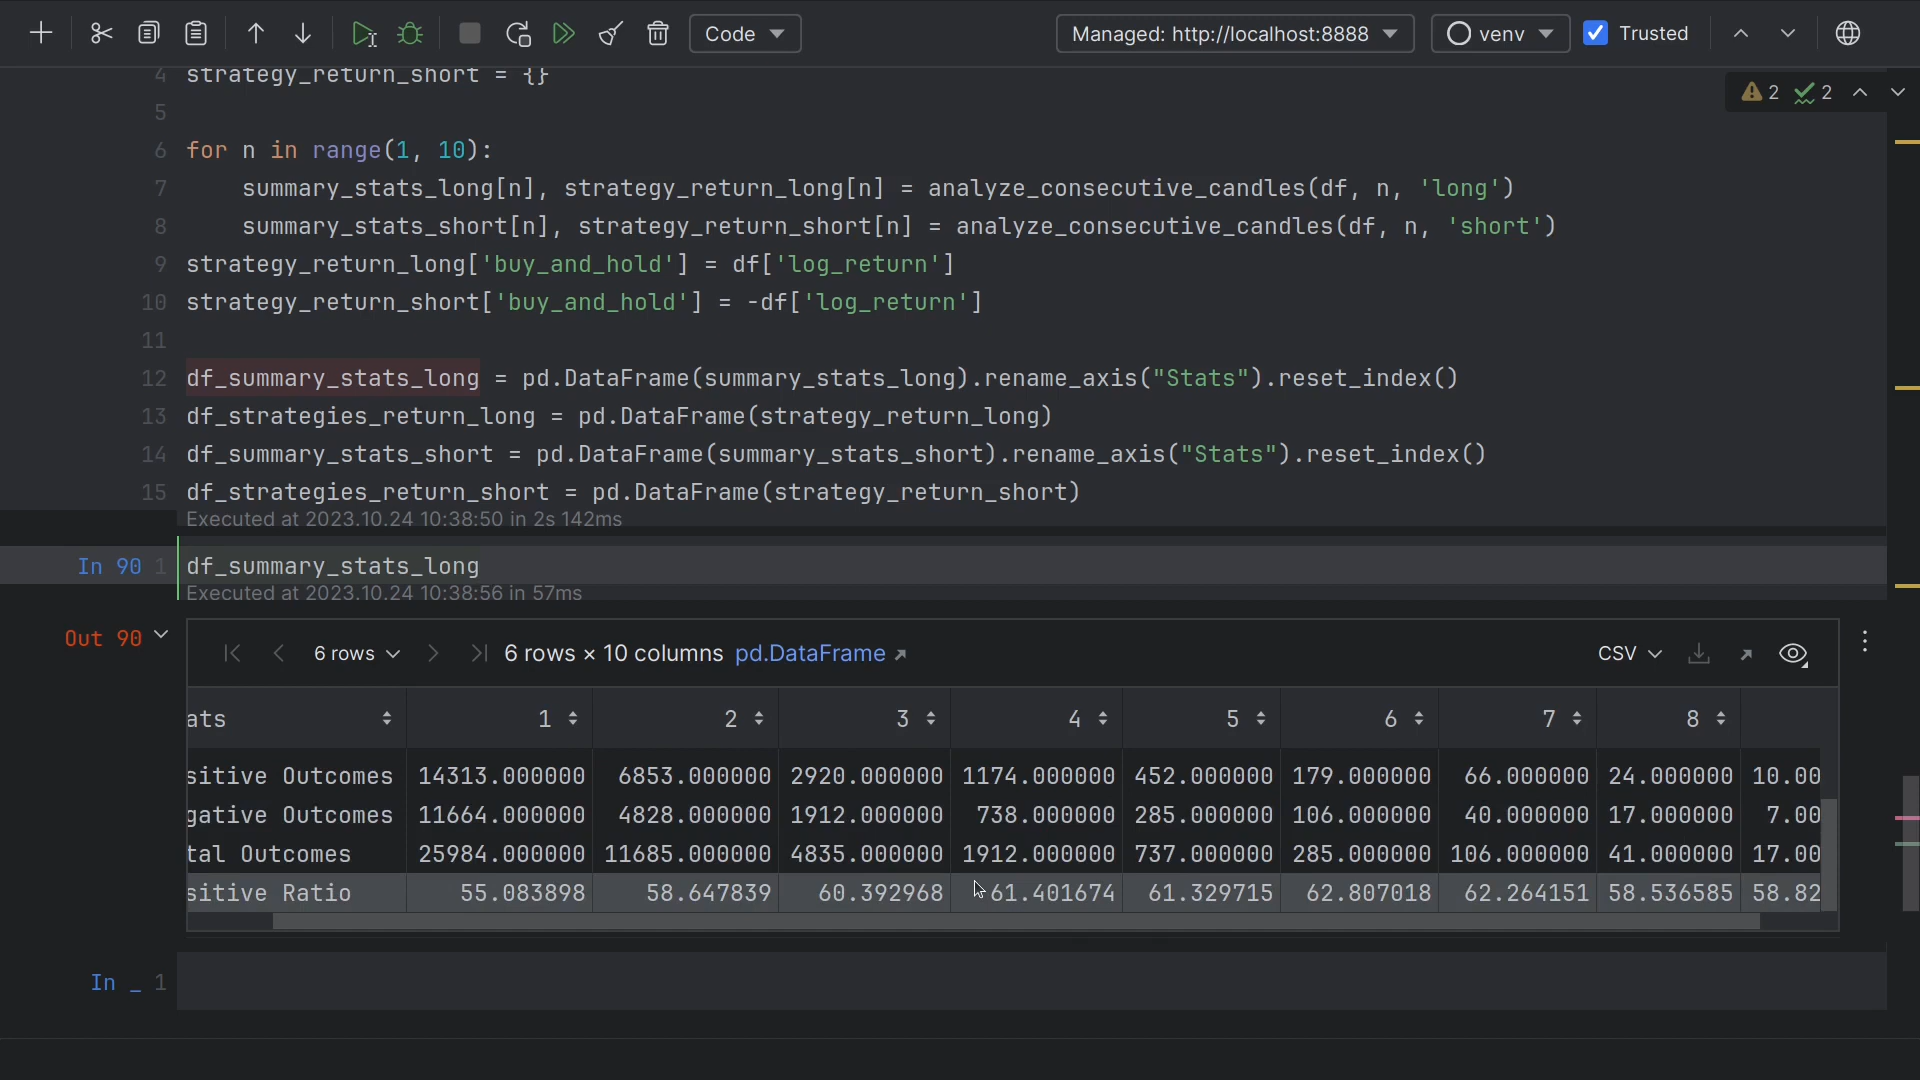 Code
Managed: http://localhost:8888
venv
Trusted
4 strategy_return_short = {}
2 2
5
6 for n in range(1, 10):
7 summary_stats_long[n], strategy_return_long[n] = analyze_consecutive_candles(df, n, 'long')
8 summary_stats_short[n], strategy_return_short[n] = analyze_consecutive_candles(df, n, 'short')
9 strategy_return_long['buy_and_hold'] = df['log_return']
10 strategy_return_short['buy_and_hold'] = -df['log_return']
11
12 df_summary_stats_long = pd.DataFrame(summary_stats_long).rename_axis("Stats").reset_index()
13 df_strategies_return_long = pd.DataFrame(strategy_return_long)
14 df_summary_stats_short = pd.DataFrame(summary_stats_short).rename_axis("Stats").reset_index()
15 df_strategies_return_short = pd.DataFrame(strategy_return_short)
Executed at 2023.10.24 10:38:50 in 2s 142ms
In 90 1 df_summary_stats_long
Executed at 2023.10.24 10:38:56 in 57ms
Out 90
6 rows 6 rows × 10 columns pd.DataFrame CSV
ats 1 2 3 4 5 6 7 8
sitive Outcomes 14313.000000 6853.000000 2920.000000 1174.000000 452.000000 179.000000 66.000000 24.000000 10.00
gative Outcomes 11664.000000 4828.000000 1912.000000 738.000000 285.000000 106.000000 40.000000 17.000000 7.00
tal Outcomes 25984.000000 11685.000000 4835.000000 1912.000000 737.000000 285.000000 106.000000 41.000000 17.00
sitive Ratio 55.083898 58.647839 60.392968 61.401674 61.329715 62.807018 62.264151 58.536585 58.82
In _ 1